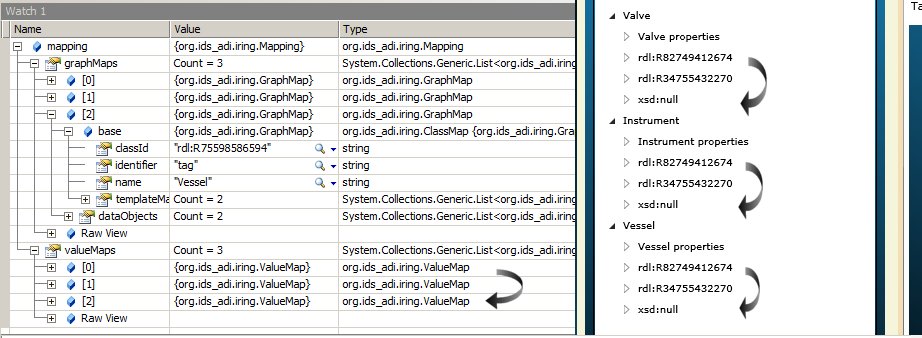 Watch 1
Name Value Type
mapping {org.ids_adi.iring.Mapping} org.ids_adi.iring.Mapping
graphMaps Count = 3 System.Collections.Generic.List<org.ids_adi.iring
[0] {org.ids_adi.iring.GraphMap} org.ids_adi.iring.GraphMap
[1] {org.ids_adi.iring.GraphMap} org.ids_adi.iring.GraphMap
[2] {org.ids_adi.iring.GraphMap} org.ids_adi.iring.GraphMap
base {org.ids_adi.iring.GraphMap} org.ids_adi.iring.ClassMap {org.ids_adi.iring.Gra
classId "rdl:R75598586594" string
identifier "tag" string
name "Vessel" string
templateMa Count = 2 System.Collections.Generic.List<org.ids_adi.iring
dataObjects Count = 2 System.Collections.Generic.List<org.ids_adi.iring
Raw View
valueMaps Count = 3 System.Collections.Generic.List<org.ids_adi.iring
[0] {org.ids_adi.iring.ValueMap} org.ids_adi.iring.ValueMap
[1] {org.ids_adi.iring.ValueMap} org.ids_adi.iring.ValueMap
[2] {org.ids_adi.iring.ValueMap} org.ids_adi.iring.ValueMap
Raw View
Valve
Valve properties
rdl:R82749412674
rdl:R34755432270
xsd:null
Instrument
Instrument properties
rdl:R82749412674
rdl:R34755432270
xsd:null
Vessel
Vessel properties
rdl:R82749412674
rdl:R34755432270
xsd:null
Ta